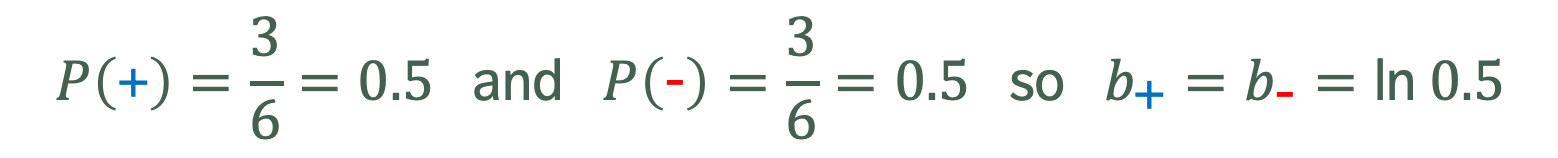 P(+) = 3/6 = 0.5 and P(-) = 3/6 = 0.5 so b₊ = b₋ = ln 0.5